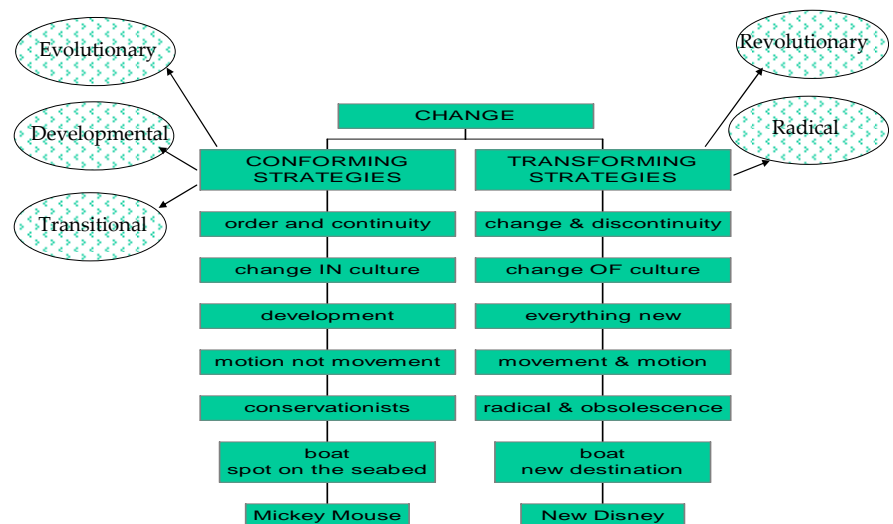 Evolutionary
Revolutionary
CHANGE
Developmental
Radical
CONFORMING
STRATEGIES
TRANSFORMING
STRATEGIES
Transitional
order and continuity
change & discontinuity
change IN culture
change OF culture
development
everything new
motion not movement
movement & motion
conservationists
radical & obsolescence
boat
spot on the seabed
boat
new destination
Mickey Mouse
New Disney